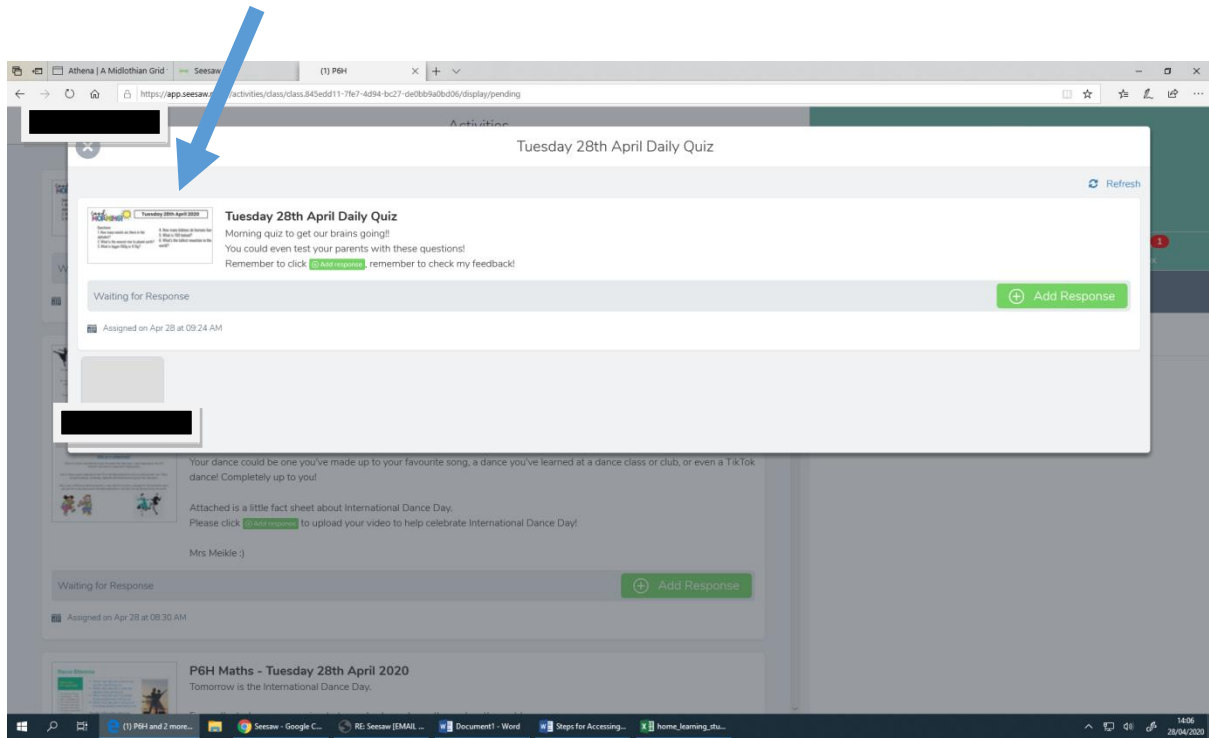 Athena | A Midlothian Grid
Seesaw
(1) P6H
https://app.seesaw.me/activities/class/class.845edd11-7fe7-4d94-bc27-de0bb9a0bd06/display/pending
Activities
Tuesday 28th April Daily Quiz
Refresh
Tuesday 28th April 2020
Tuesday 28th April Daily Quiz
Morning quiz to get our brains going!!
You could even test your parents with these questions!
Remember to click Add response, remember to check my feedback!
1
Waiting for Response
Add Response
Assigned on Apr 28 at 09:24 AM
Your dance could be one you've made up to your favourite song, a dance you've learned at a dance class or club, or even a TikTok
dance! Completely up to you!
Attached is a little fact sheet about International Dance Day.
Please click Add response to upload your video to help celebrate International Dance Day!
Mrs Meikle :)
Waiting for Response
Add Response
Assigned on Apr 28 at 08:30 AM
P6H Maths - Tuesday 28th April 2020
Tomorrow is the International Dance Day.
(1) P6H and 2 more...
Seesaw - Google C...
RE: Seesaw [EMAIL ...
Document1 - Word
Steps for Accessing...
home_learning_stu...
14:06
28/04/2020